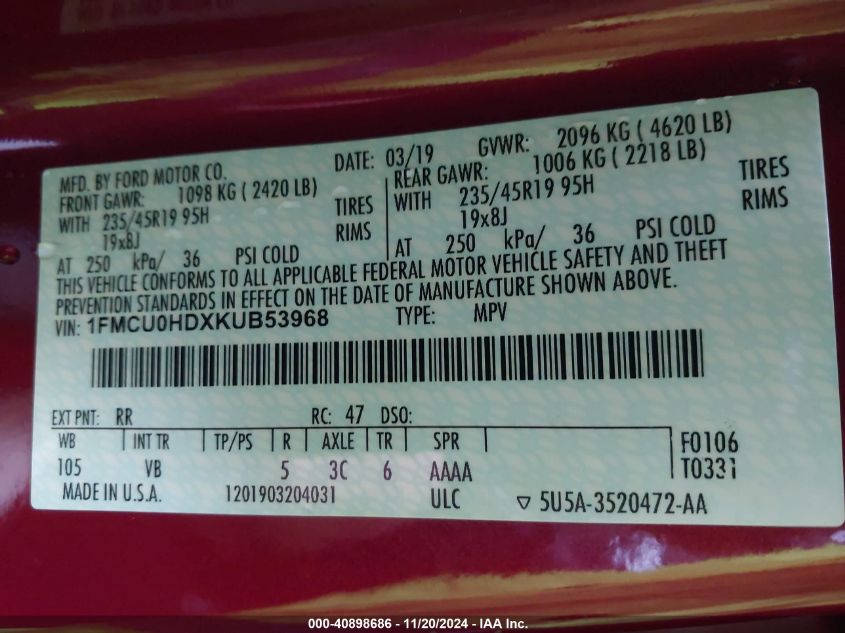 MFD. BY FORD MOTOR CO. DATE: 03/19 GVWR: 2096 KG ( 4620 LB)
FRONT GAWR: 1098 KG ( 2420 LB) REAR GAWR: 1006 KG ( 2218 LB)
WITH 235/45R19 95H TIRES WITH 235/45R19 95H TIRES
19x8J RIMS 19x8J RIMS
AT 250 kPa/ 36 PSI COLD AT 250 kPa/ 36 PSI COLD
THIS VEHICLE CONFORMS TO ALL APPLICABLE FEDERAL MOTOR VEHICLE SAFETY AND THEFT
PREVENTION STANDARDS IN EFFECT ON THE DATE OF MANUFACTURE SHOWN ABOVE.
VIN: 1FMCU0HDXKUB53968 TYPE: MPV
EXT PNT: RR RC: 47 DSO:
WB INT TR TP/PS R AXLE TR SPR F0106
105 VB 5 3C 6 AAAA T0331
MADE IN U.S.A. 1201903204031 ULC ▽ 5U5A-3520472-AA
000-40898686 - 11/20/2024 - IAA Inc.